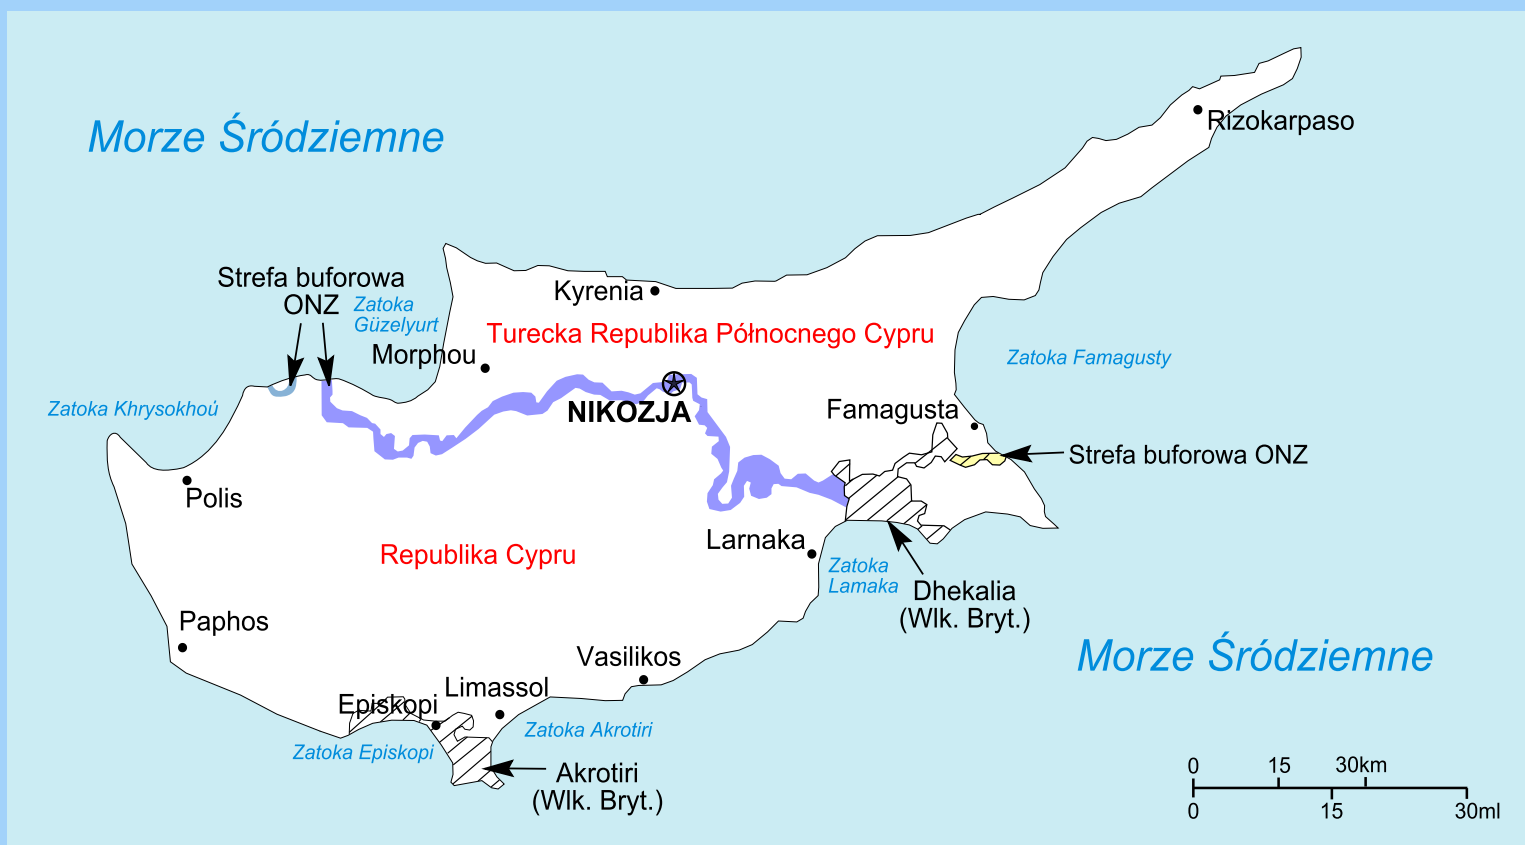 Rizokarpaso
Morze Śródziemne
Strefa buforowa
ONZ
Zatoka
Güzelyurt
Kyrenia
Turecka Republika Północnego Cypru
Morphou
Zatoka Famagusty
Zatoka Khrysokhoú
NIKOZJA
Famagusta
Strefa buforowa ONZ
Polis
Larnaka
Republika Cypru
Zatoka
Lamaka
Dhekalia
(Wlk. Bryt.)
Paphos
Vasilikos
Morze Śródziemne
Episkopi
Limassol
Zatoka Akrotiri
Zatoka Episkopi
Akrotiri
(Wlk. Bryt.)
0 15 30km
0 15 30ml